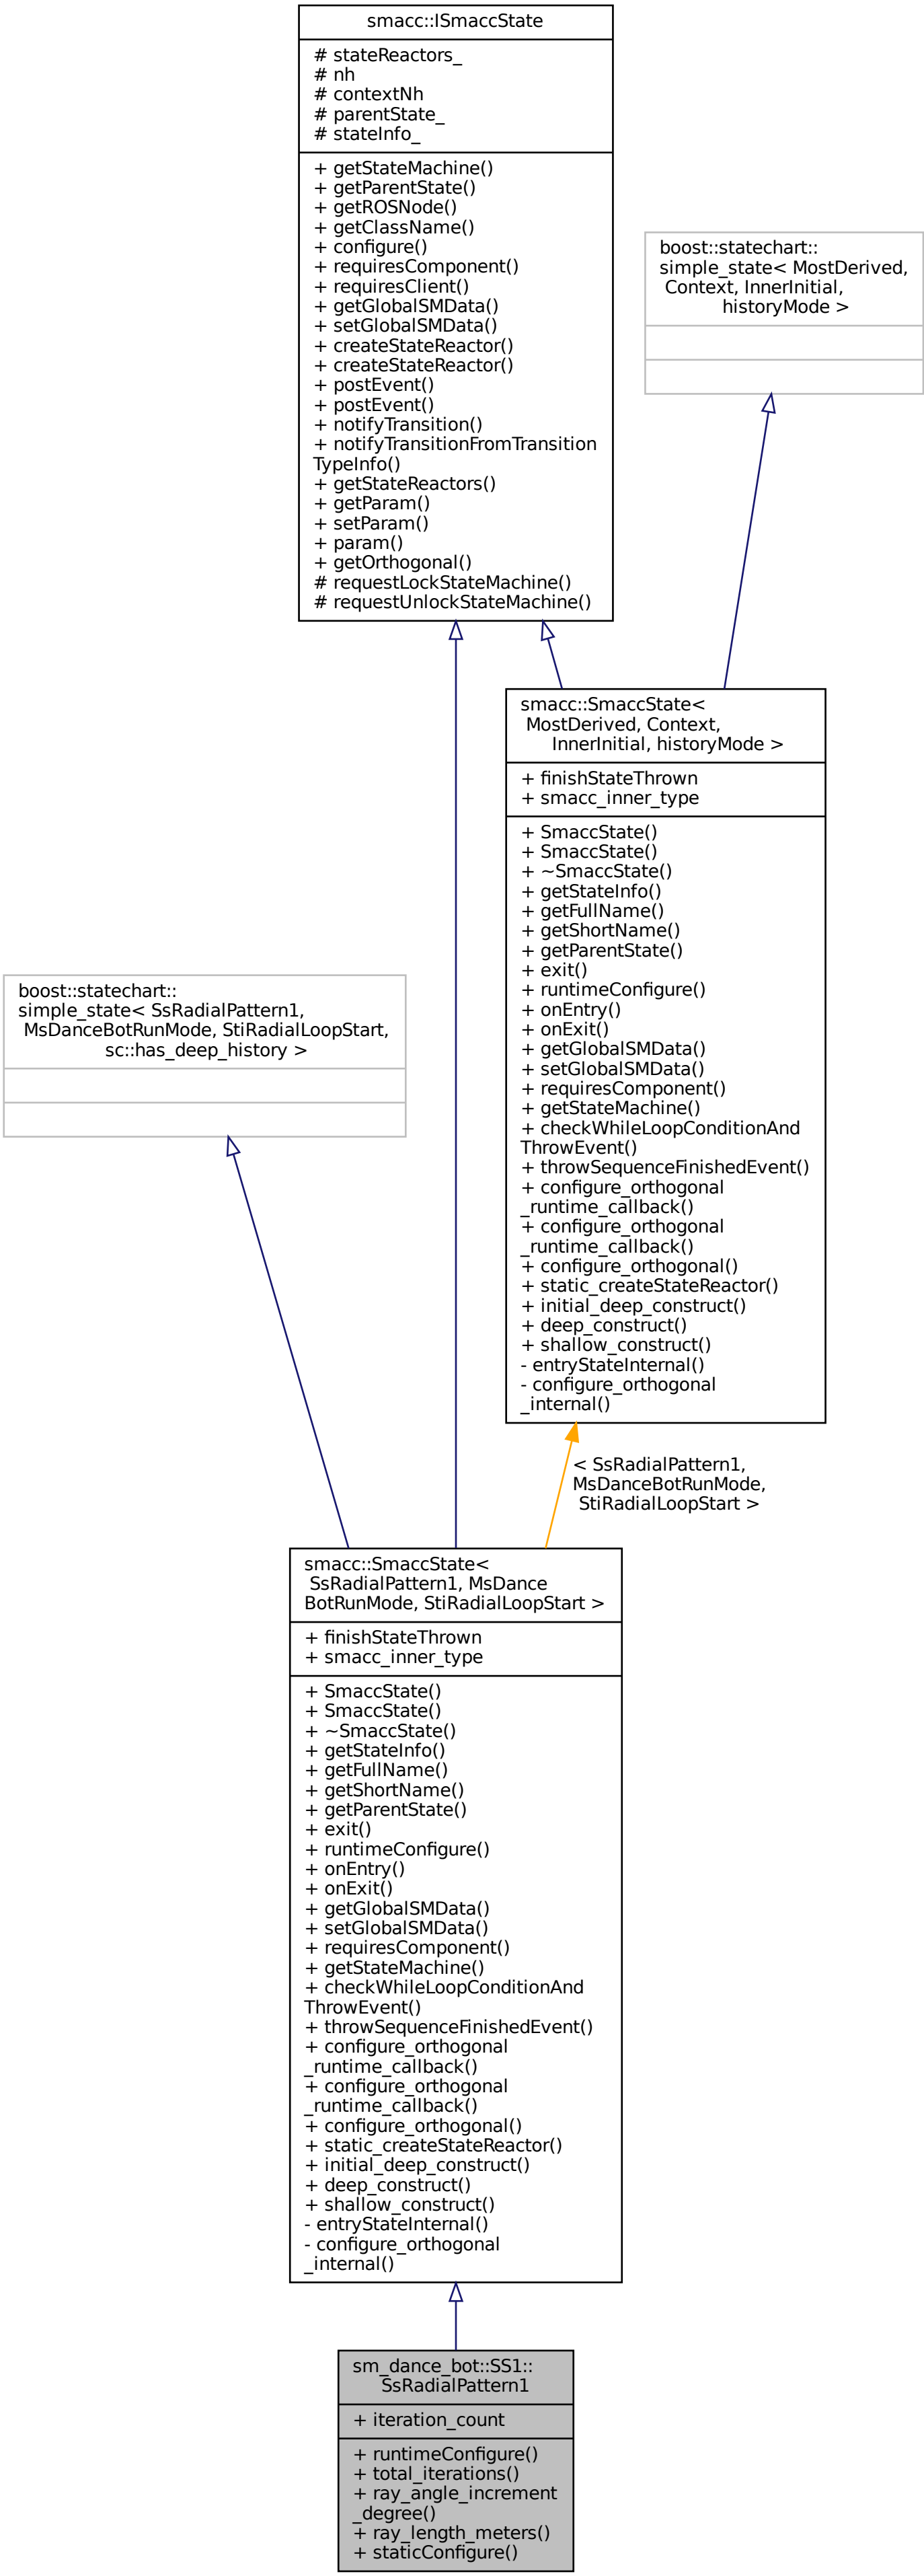 smacc::ISmaccState
# stateReactors_
# nh
# contextNh
# parentState_
# stateInfo_
+ getStateMachine()
+ getParentState()
+ getROSNode()
+ getClassName()
+ configure()
+ requiresComponent()
+ requiresClient()
+ getGlobalSMData()
+ setGlobalSMData()
+ createStateReactor()
+ createStateReactor()
+ postEvent()
+ postEvent()
+ notifyTransition()
+ notifyTransitionFromTransition
TypeInfo()
+ getStateReactors()
+ getParam()
+ setParam()
+ param()
+ getOrthogonal()
# requestLockStateMachine()
# requestUnlockStateMachine()
boost::statechart::
simple_state< MostDerived,
Context, InnerInitial,
historyMode >
smacc::SmaccState<
MostDerived, Context,
InnerInitial, historyMode >
+ finishStateThrown
+ smacc_inner_type
+ SmaccState()
+ SmaccState()
+ ~SmaccState()
+ getStateInfo()
+ getFullName()
+ getShortName()
+ getParentState()
+ exit()
+ runtimeConfigure()
+ onEntry()
+ onExit()
+ getGlobalSMData()
+ setGlobalSMData()
+ requiresComponent()
+ getStateMachine()
+ checkWhileLoopConditionAnd
ThrowEvent()
+ throwSequenceFinishedEvent()
+ configure_orthogonal
_runtime_callback()
+ configure_orthogonal
_runtime_callback()
+ configure_orthogonal()
+ static_createStateReactor()
+ initial_deep_construct()
+ deep_construct()
+ shallow_construct()
- entryStateInternal()
- configure_orthogonal
_internal()
boost::statechart::
simple_state< SsRadialPattern1,
MsDanceBotRunMode, StiRadialLoopStart,
sc::has_deep_history >
< SsRadialPattern1,
MsDanceBotRunMode,
StiRadialLoopStart >
smacc::SmaccState<
SsRadialPattern1, MsDance
BotRunMode, StiRadialLoopStart >
+ finishStateThrown
+ smacc_inner_type
+ SmaccState()
+ SmaccState()
+ ~SmaccState()
+ getStateInfo()
+ getFullName()
+ getShortName()
+ getParentState()
+ exit()
+ runtimeConfigure()
+ onEntry()
+ onExit()
+ getGlobalSMData()
+ setGlobalSMData()
+ requiresComponent()
+ getStateMachine()
+ checkWhileLoopConditionAnd
ThrowEvent()
+ throwSequenceFinishedEvent()
+ configure_orthogonal
_runtime_callback()
+ configure_orthogonal
_runtime_callback()
+ configure_orthogonal()
+ static_createStateReactor()
+ initial_deep_construct()
+ deep_construct()
+ shallow_construct()
- entryStateInternal()
- configure_orthogonal
_internal()
sm_dance_bot::SS1::
SsRadialPattern1
+ iteration_count
+ runtimeConfigure()
+ total_iterations()
+ ray_angle_increment
_degree()
+ ray_length_meters()
+ staticConfigure()